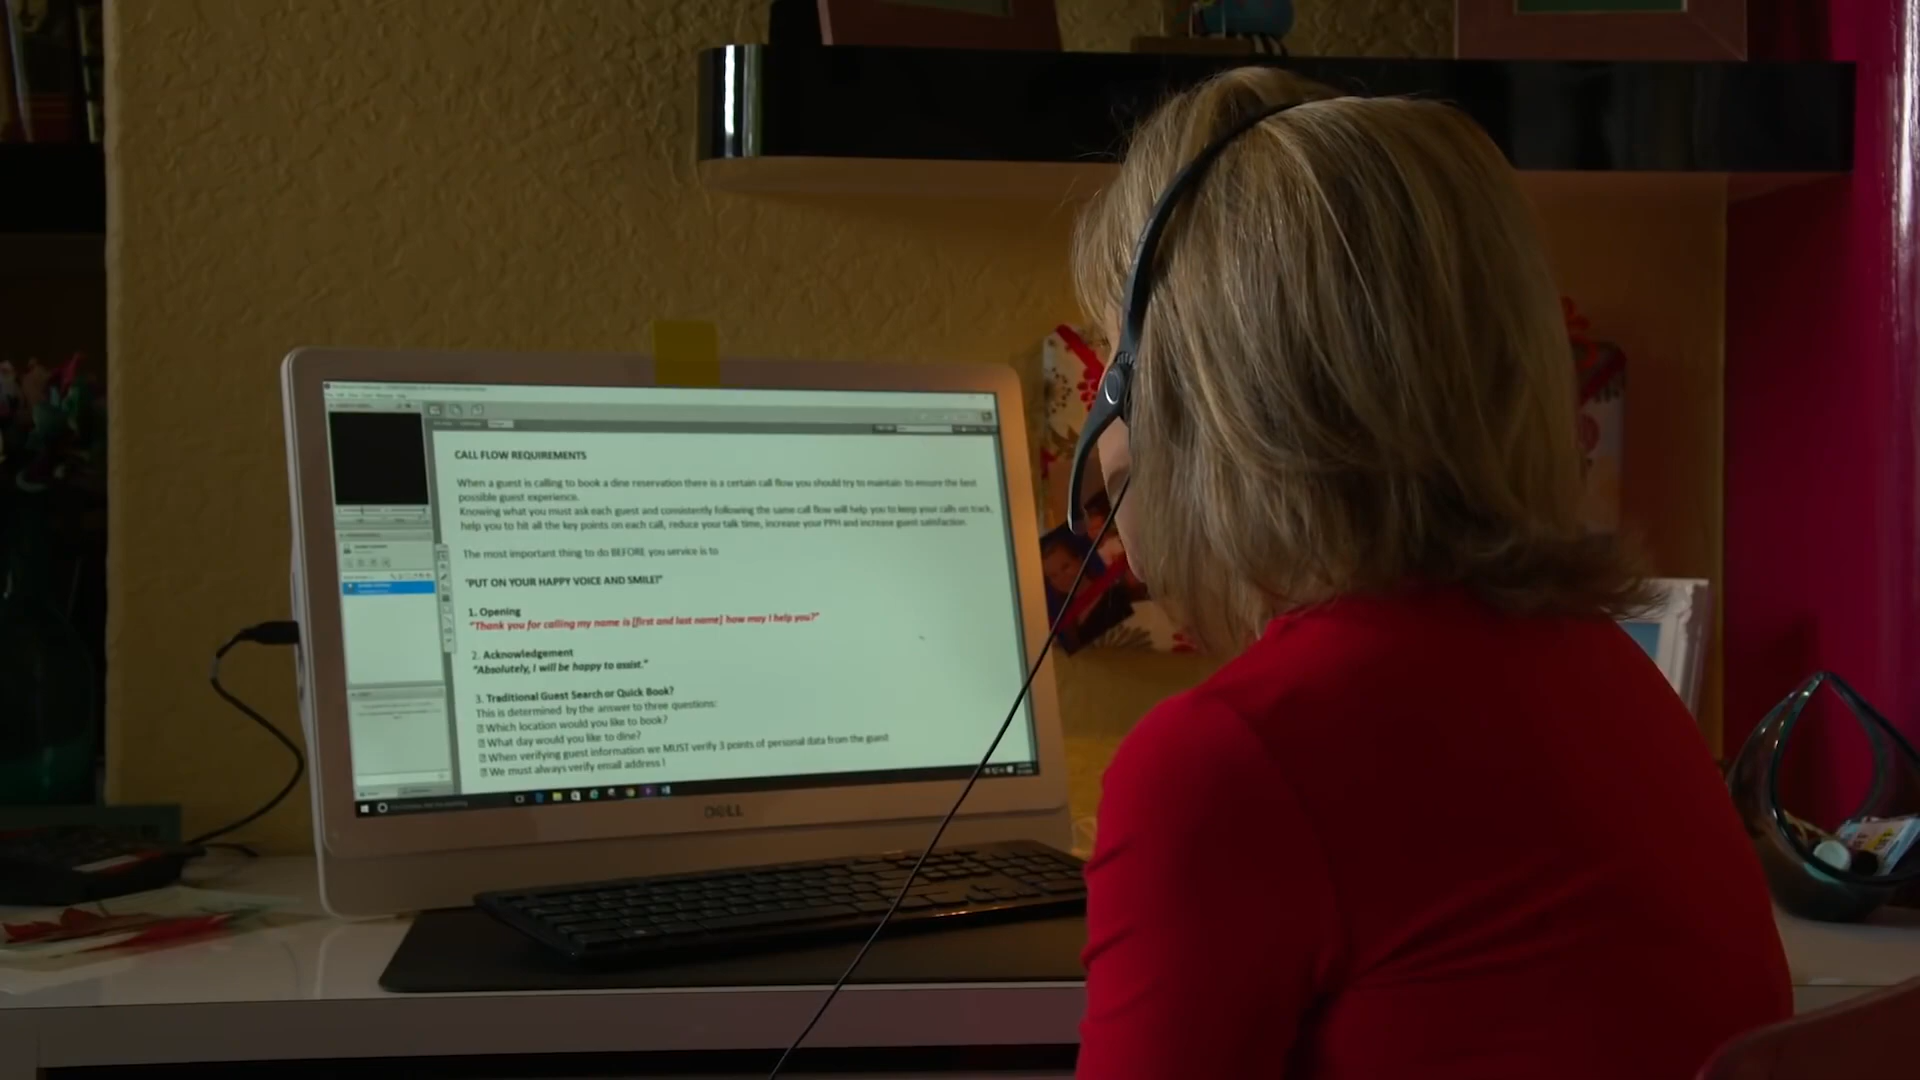 CALL FLOW REQUIREMENTS
When a guest is calling to book a dine reservation there is a certain call flow you should try to maintain to ensure the best
possible guest experience.
Knowing what you must ask each guest and consistently following the same call flow will help you to keep your calls on track,
help you to hit all the key points on each call, reduce your talk time, increase your PPH and increase guest satisfaction.
The most important thing to do BEFORE you service is to
"PUT ON YOUR HAPPY VOICE AND SMILE!"
1. Opening
"Thank you for calling my name is [first and last name] how may I help you?"
2. Acknowledgement
"Absolutely, I will be happy to assist."
3. Traditional Guest Search or Quick Book?
This is determined by the answer to three questions:
Which location would you like to book?
What day would you like to dine?
When verifying guest information we MUST verify 3 points of personal data from the guest
We must always verify email address !
DELL